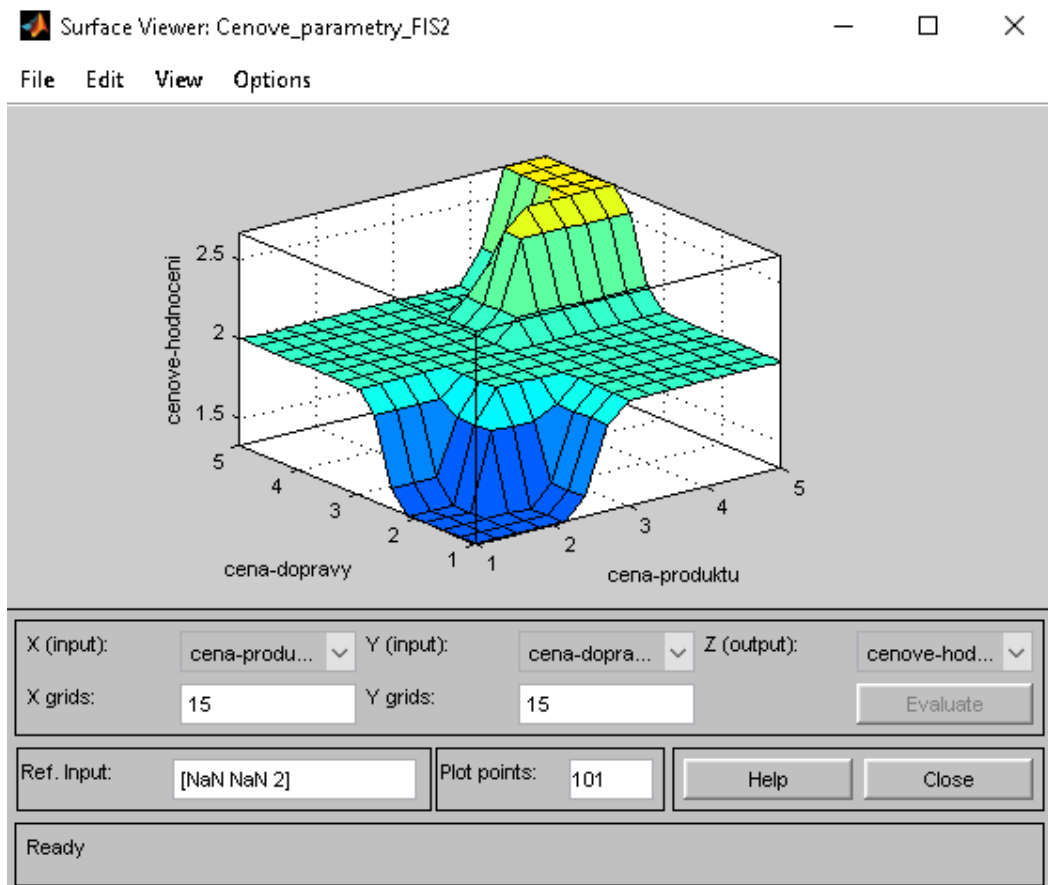 Surface Viewer: Cenove_parametry_FIS2
File Edit View Options
cenove-hodnoceni
2.5
2
1.5
5
4
3
2
1
cena-dopravy
1
2
3
4
5
cena-produktu
X (input): cena-produ... Y (input): cena-dopra... Z (output): cenove-hod...
X grids: 15 Y grids: 15 Evaluate
Ref. Input: [NaN NaN 2] Plot points: 101 Help Close
Ready